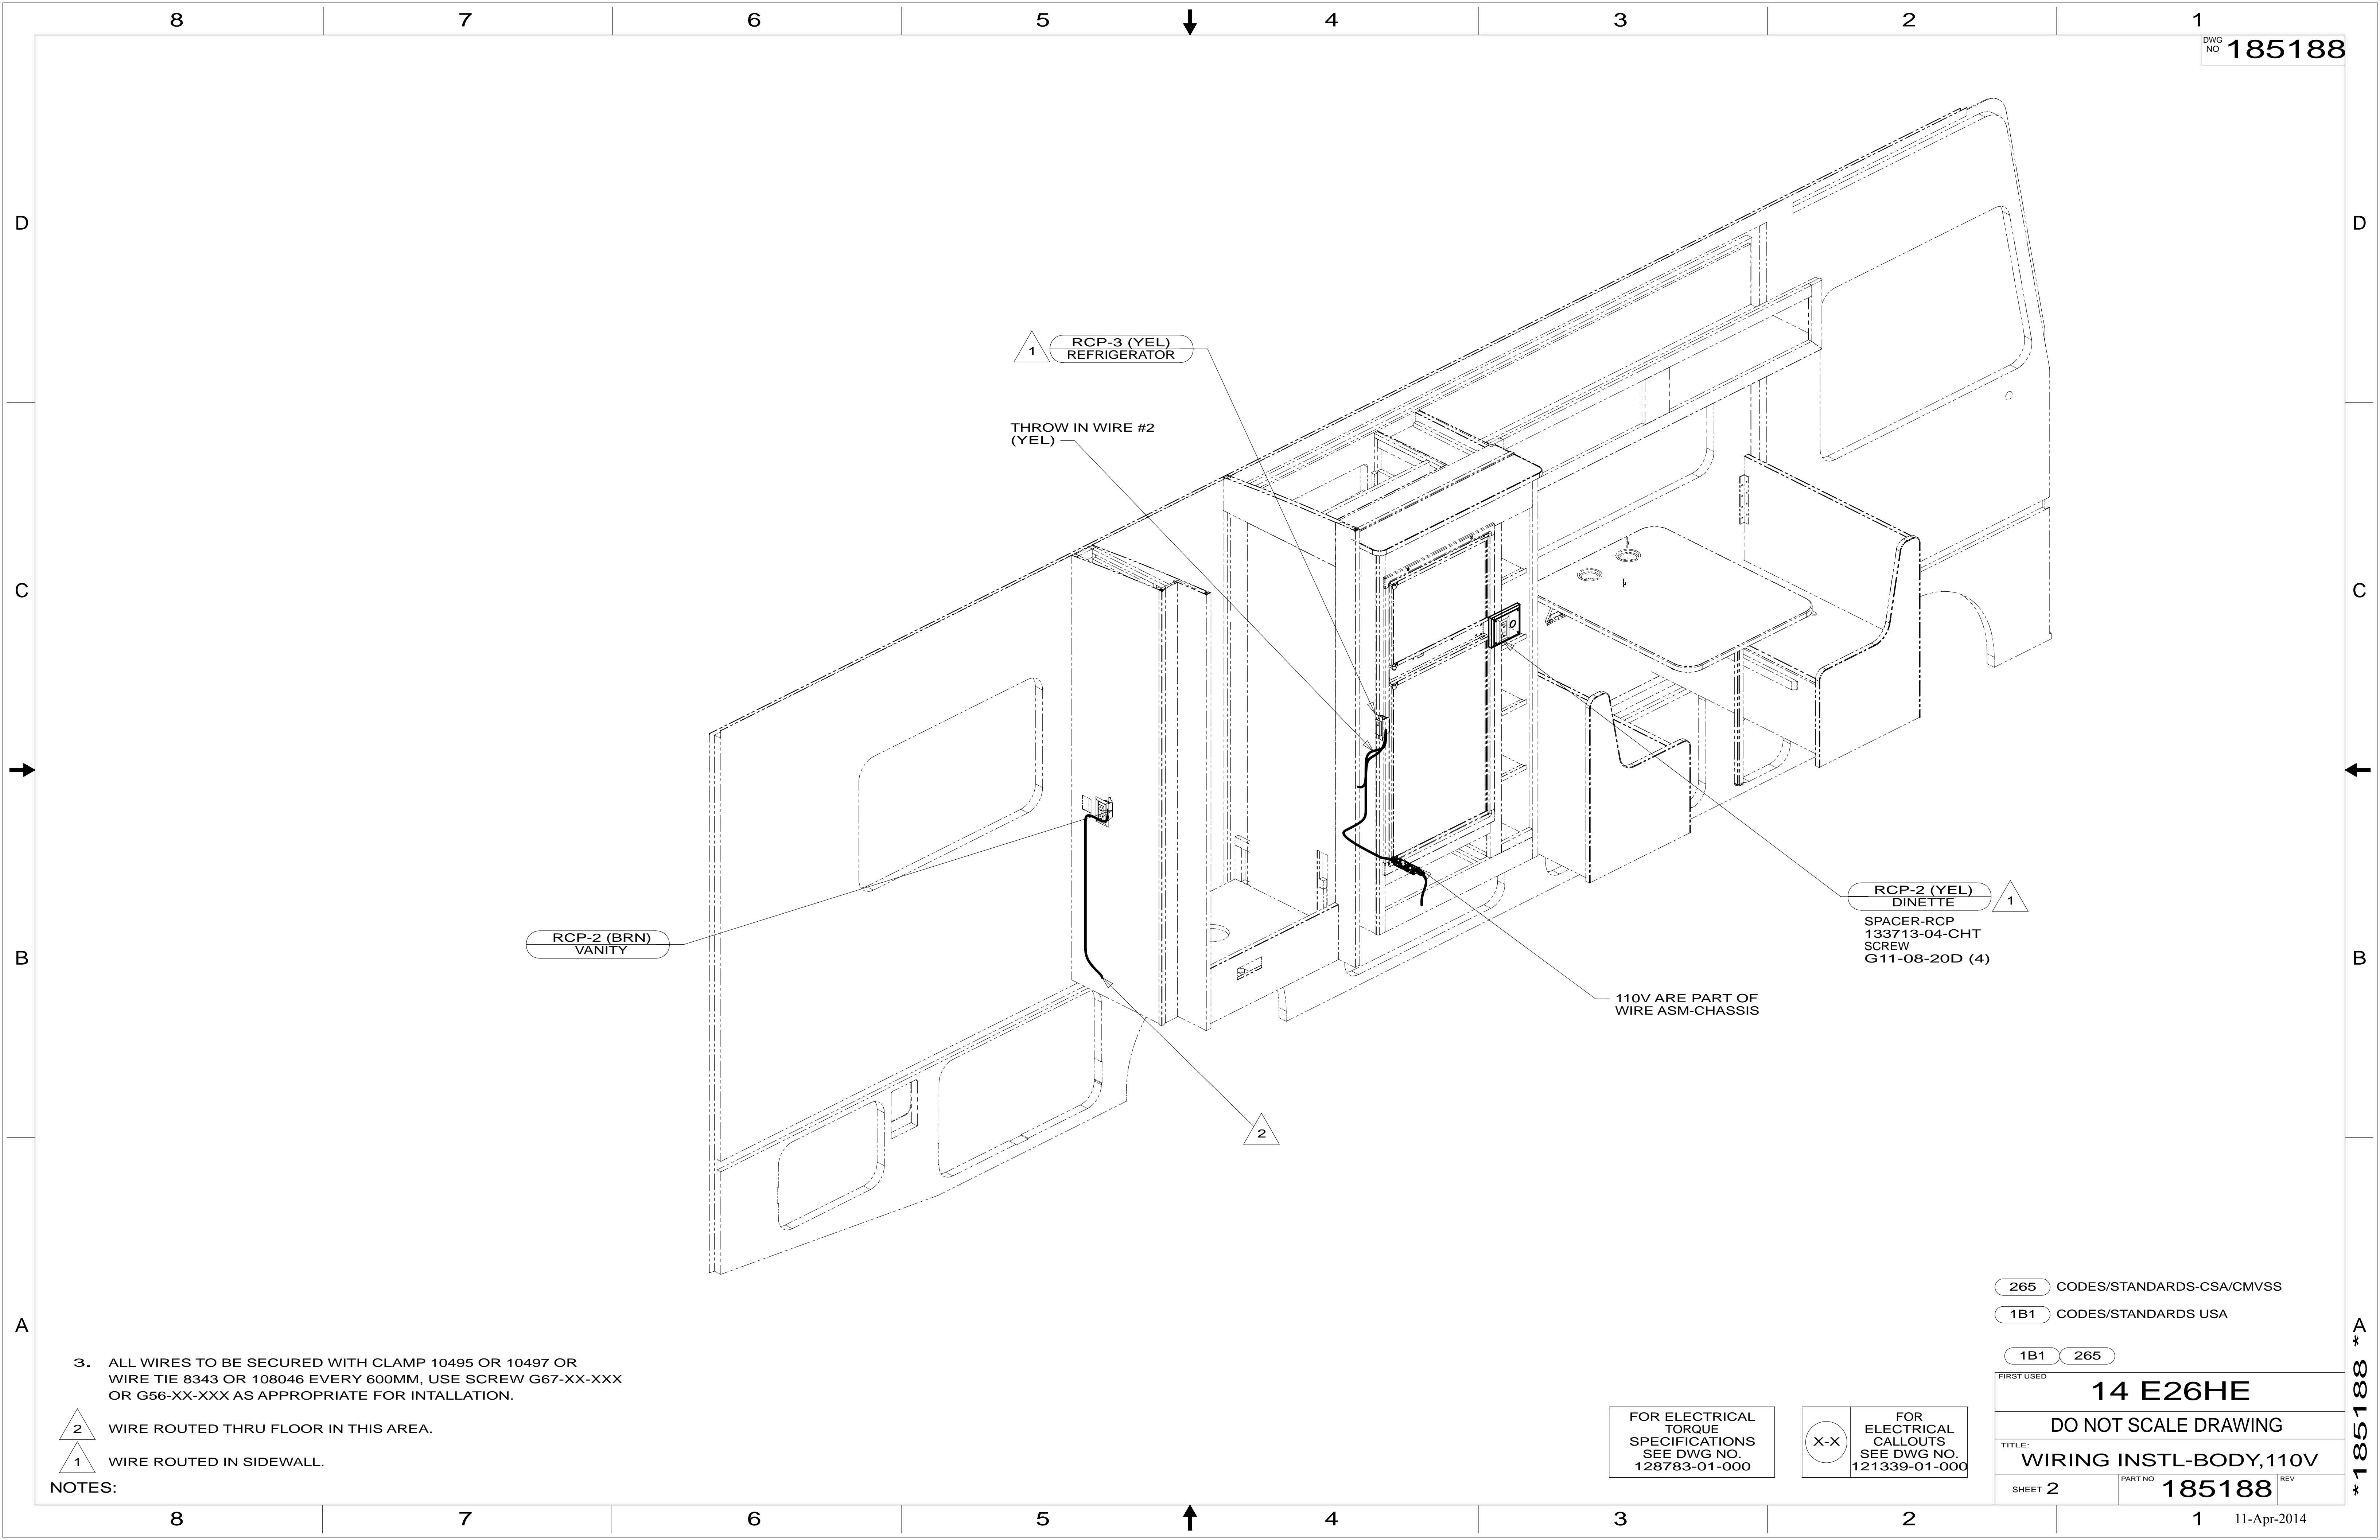 8 7 6 5 4 3 2 1
DWG
NO 185188
D D
1 RCP-3 (YEL)
REFRIGERATOR
THROW IN WIRE #2
(YEL)
C C
RCP-2 (YEL) 1
DINETTE
SPACER-RCP
133713-04-CHT
SCREW
G11-08-20D (4)
RCP-2 (BRN)
VANITY
B B
110V ARE PART OF
WIRE ASM-CHASSIS
2
265 CODES/STANDARDS-CSA/CMVSS
1B1 CODES/STANDARDS USA
A A
1B1 265
3. ALL WIRES TO BE SECURED WITH CLAMP 10495 OR 10497 OR
WIRE TIE 8343 OR 108046 EVERY 600MM, USE SCREW G67-XX-XXX
OR G56-XX-XXX AS APPROPRIATE FOR INTALLATION.
2 WIRE ROUTED THRU FLOOR IN THIS AREA.
1 WIRE ROUTED IN SIDEWALL.
NOTES:
FOR ELECTRICAL
TORQUE
SPECIFICATIONS
SEE DWG NO.
128783-01-000
X-X
FOR
ELECTRICAL
CALLOUTS
SEE DWG NO.
121339-01-000
FIRST USED
14 E26HE
DO NOT SCALE DRAWING
TITLE:
WIRING INSTL-BODY,110V
SHEET 2
PART NO 185188 REV
*185188*
8 7 6 5 4 3 2 1
11-Apr-2014